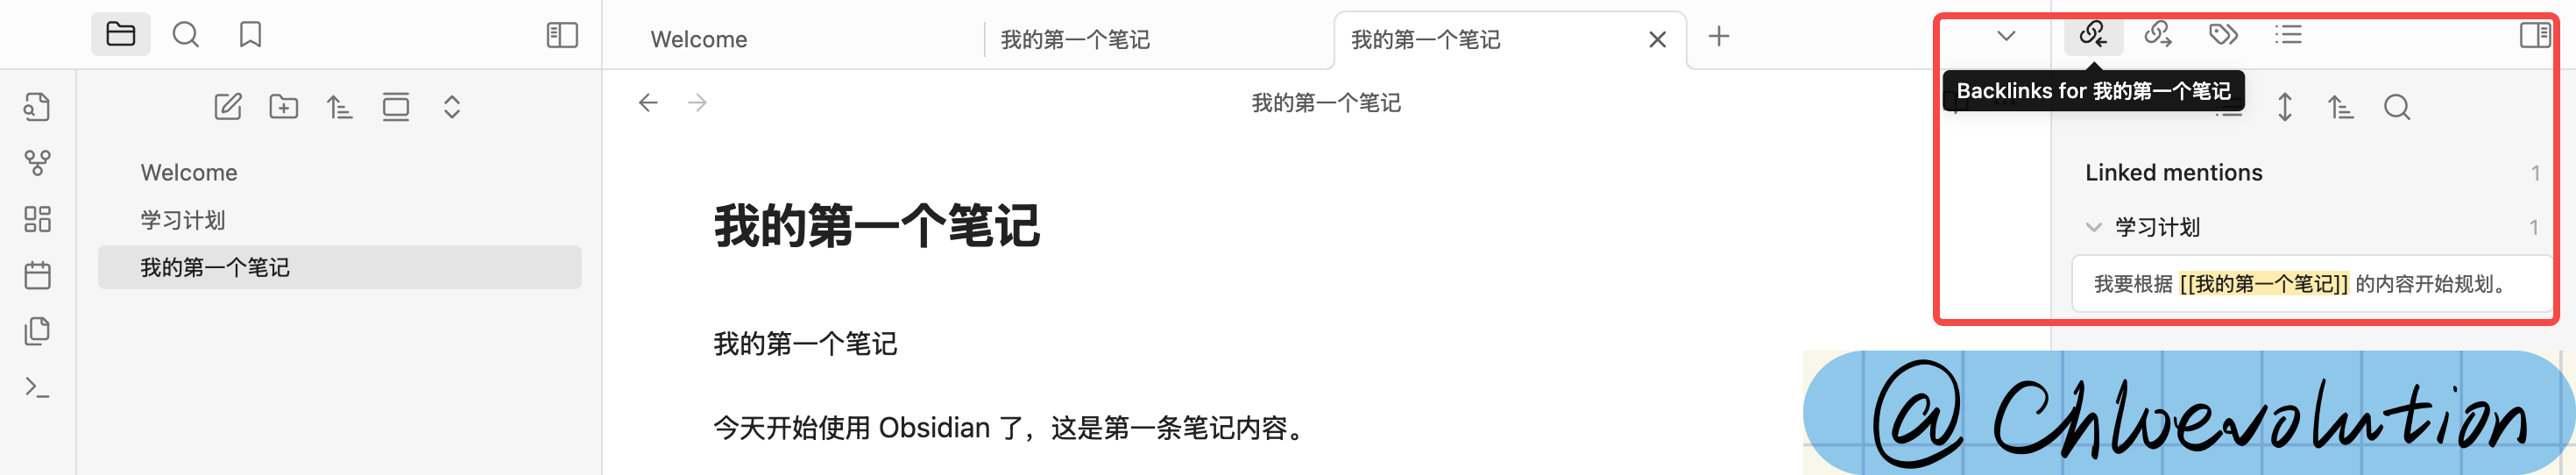 Welcome
我的第一个笔记
我的第一个笔记
Backlinks for 我的第一个笔记
我的第一个笔记
Welcome
学习计划
我的第一个笔记
我的第一个笔记
我的第一个笔记
今天开始使用 Obsidian 了，这是第一条笔记内容。
Linked mentions 1
学习计划 1
我要根据 [[我的第一个笔记]] 的内容开始规划。
@Chloevolution